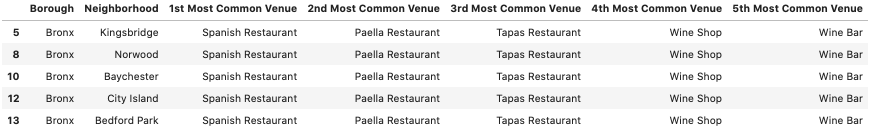 Borough Neighborhood 1st Most Common Venue 2nd Most Common Venue 3rd Most Common Venue 4th Most Common Venue 5th Most Common Venue
5 Bronx Kingsbridge Spanish Restaurant Paella Restaurant Tapas Restaurant Wine Shop Wine Bar
8 Bronx Norwood Spanish Restaurant Paella Restaurant Tapas Restaurant Wine Shop Wine Bar
10 Bronx Baychester Spanish Restaurant Paella Restaurant Tapas Restaurant Wine Shop Wine Bar
12 Bronx City Island Spanish Restaurant Paella Restaurant Tapas Restaurant Wine Shop Wine Bar
13 Bronx Bedford Park Spanish Restaurant Paella Restaurant Tapas Restaurant Wine Shop Wine Bar